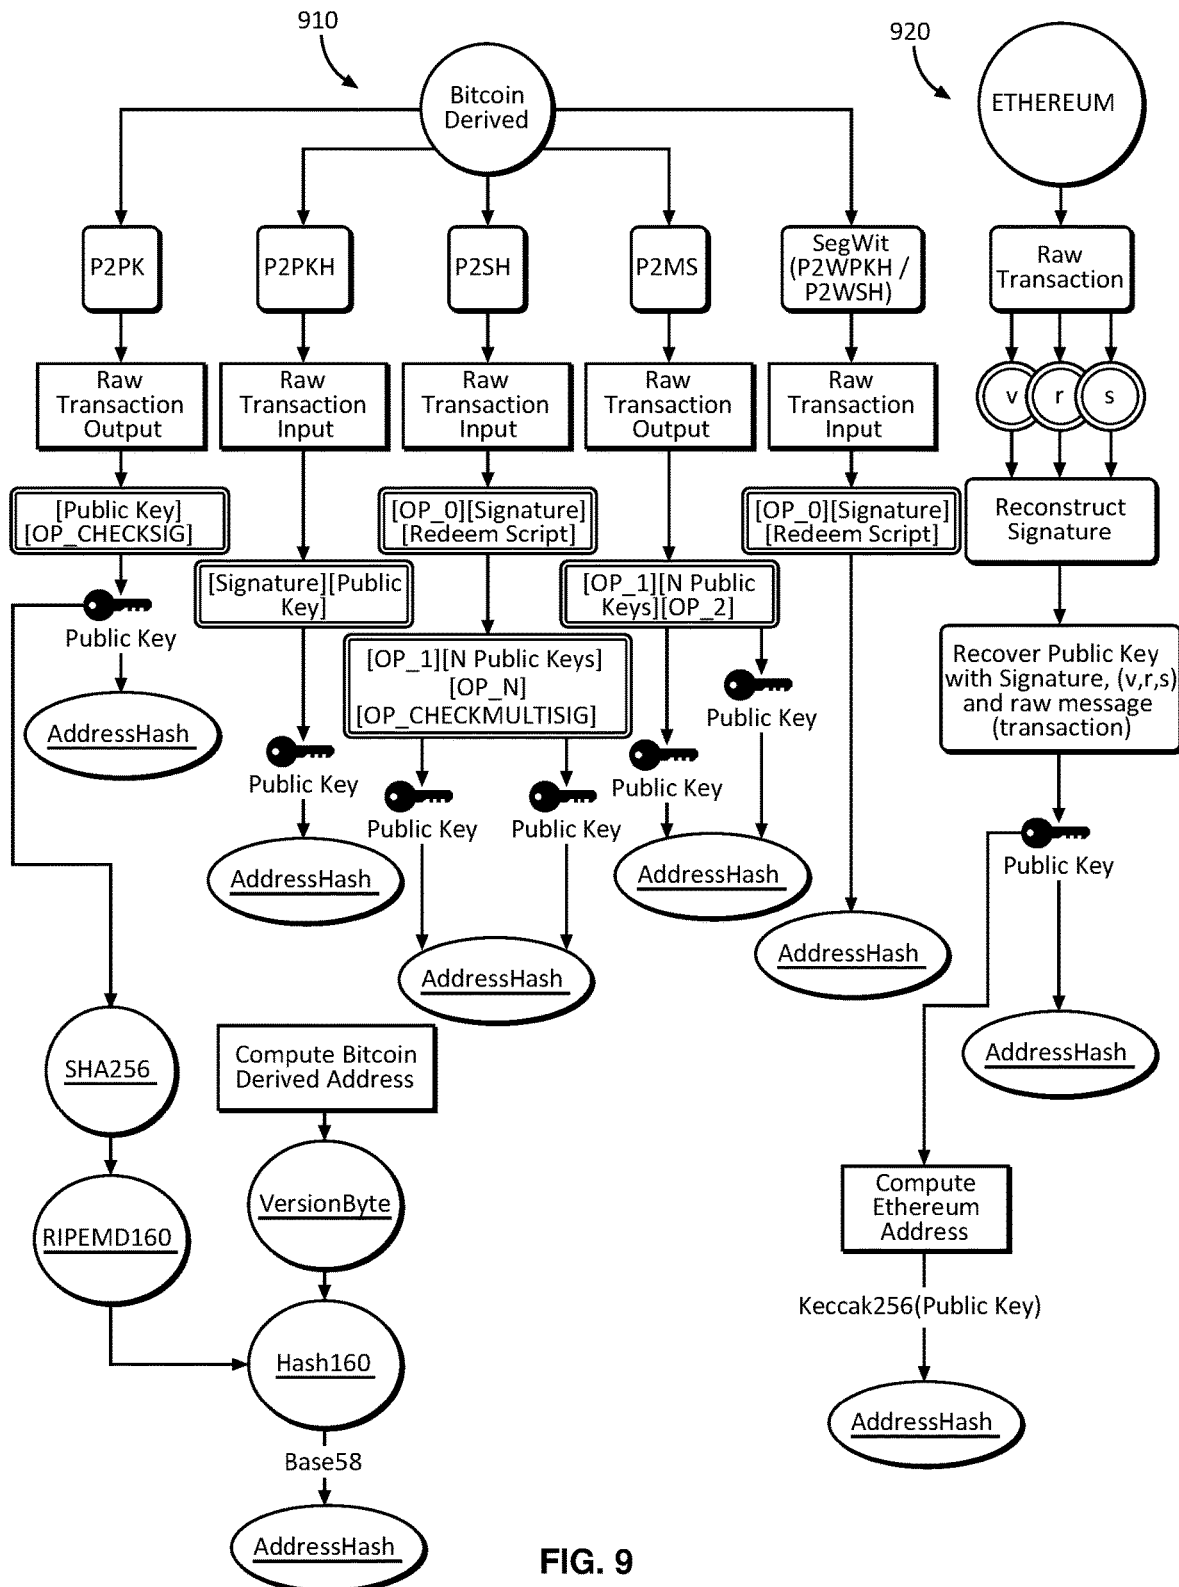 910
920
Bitcoin
Derived
ETHEREUM
P2PK
P2PKH
P2SH
P2MS
SegWit
(P2WPKH /
P2WSH)
Raw
Transaction
Raw
Transaction
Output
Raw
Transaction
Input
Raw
Transaction
Input
Raw
Transaction
Output
Raw
Transaction
Input
v
r
s
[Public Key]
[OP_CHECKSIG]
[OP_0][Signature]
[Redeem Script]
[OP_0][Signature]
[Redeem Script]
Reconstruct
Signature
[Signature][Public
Key]
[OP_1][N Public
Keys][OP_2]
Public Key
[OP_1][N Public Keys]
[OP_N]
[OP_CHECKMULTISIG]
Recover Public Key
with Signature, (v,r,s)
and raw message
(transaction)
AddressHash
Public Key
Public Key
Public Key
Public Key
Public Key
Public Key
AddressHash
AddressHash
AddressHash
AddressHash
AddressHash
SHA256
Compute Bitcoin
Derived Address
RIPEMD160
VersionByte
Compute
Ethereum
Address
Keccak256(Public Key)
Hash160
AddressHash
Base58
AddressHash
FIG. 9